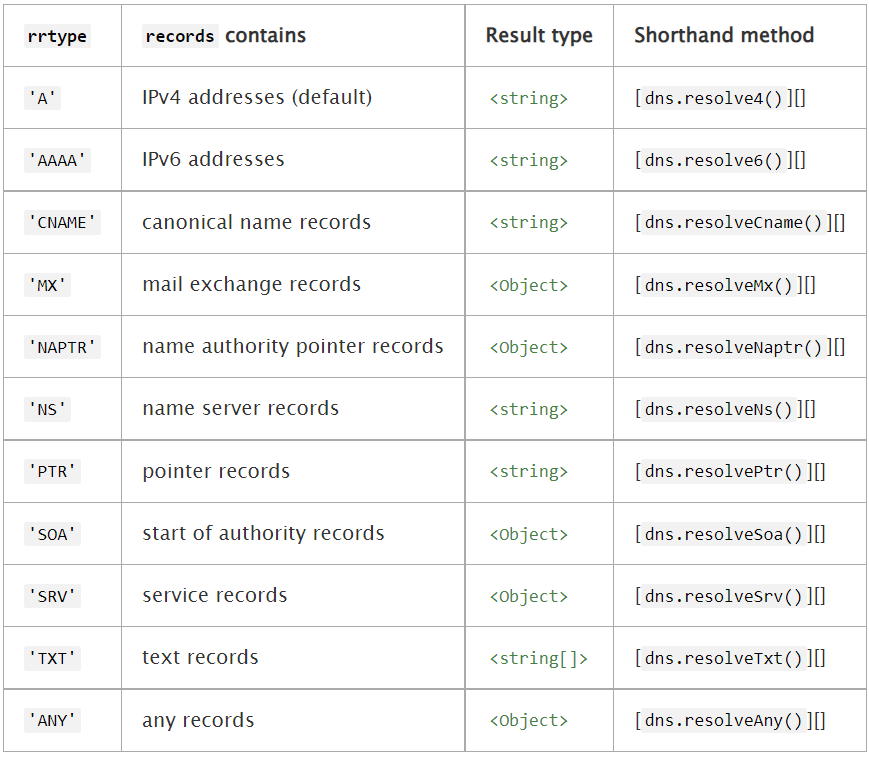 rrtype records contains Result type Shorthand method
'A' IPv4 addresses (default) <string> [dns.resolve4()][]
'AAAA' IPv6 addresses <string> [dns.resolve6()][]
'CNAME' canonical name records <string> [dns.resolveCname()][]
'MX' mail exchange records <Object> [dns.resolveMx()][]
'NAPTR' name authority pointer records <Object> [dns.resolveNaptr()][]
'NS' name server records <string> [dns.resolveNs()][]
'PTR' pointer records <string> [dns.resolvePtr()][]
'SOA' start of authority records <Object> [dns.resolveSoa()][]
'SRV' service records <Object> [dns.resolveSrv()][]
'TXT' text records <string[]> [dns.resolveTxt()][]
'ANY' any records <Object> [dns.resolveAny()][]